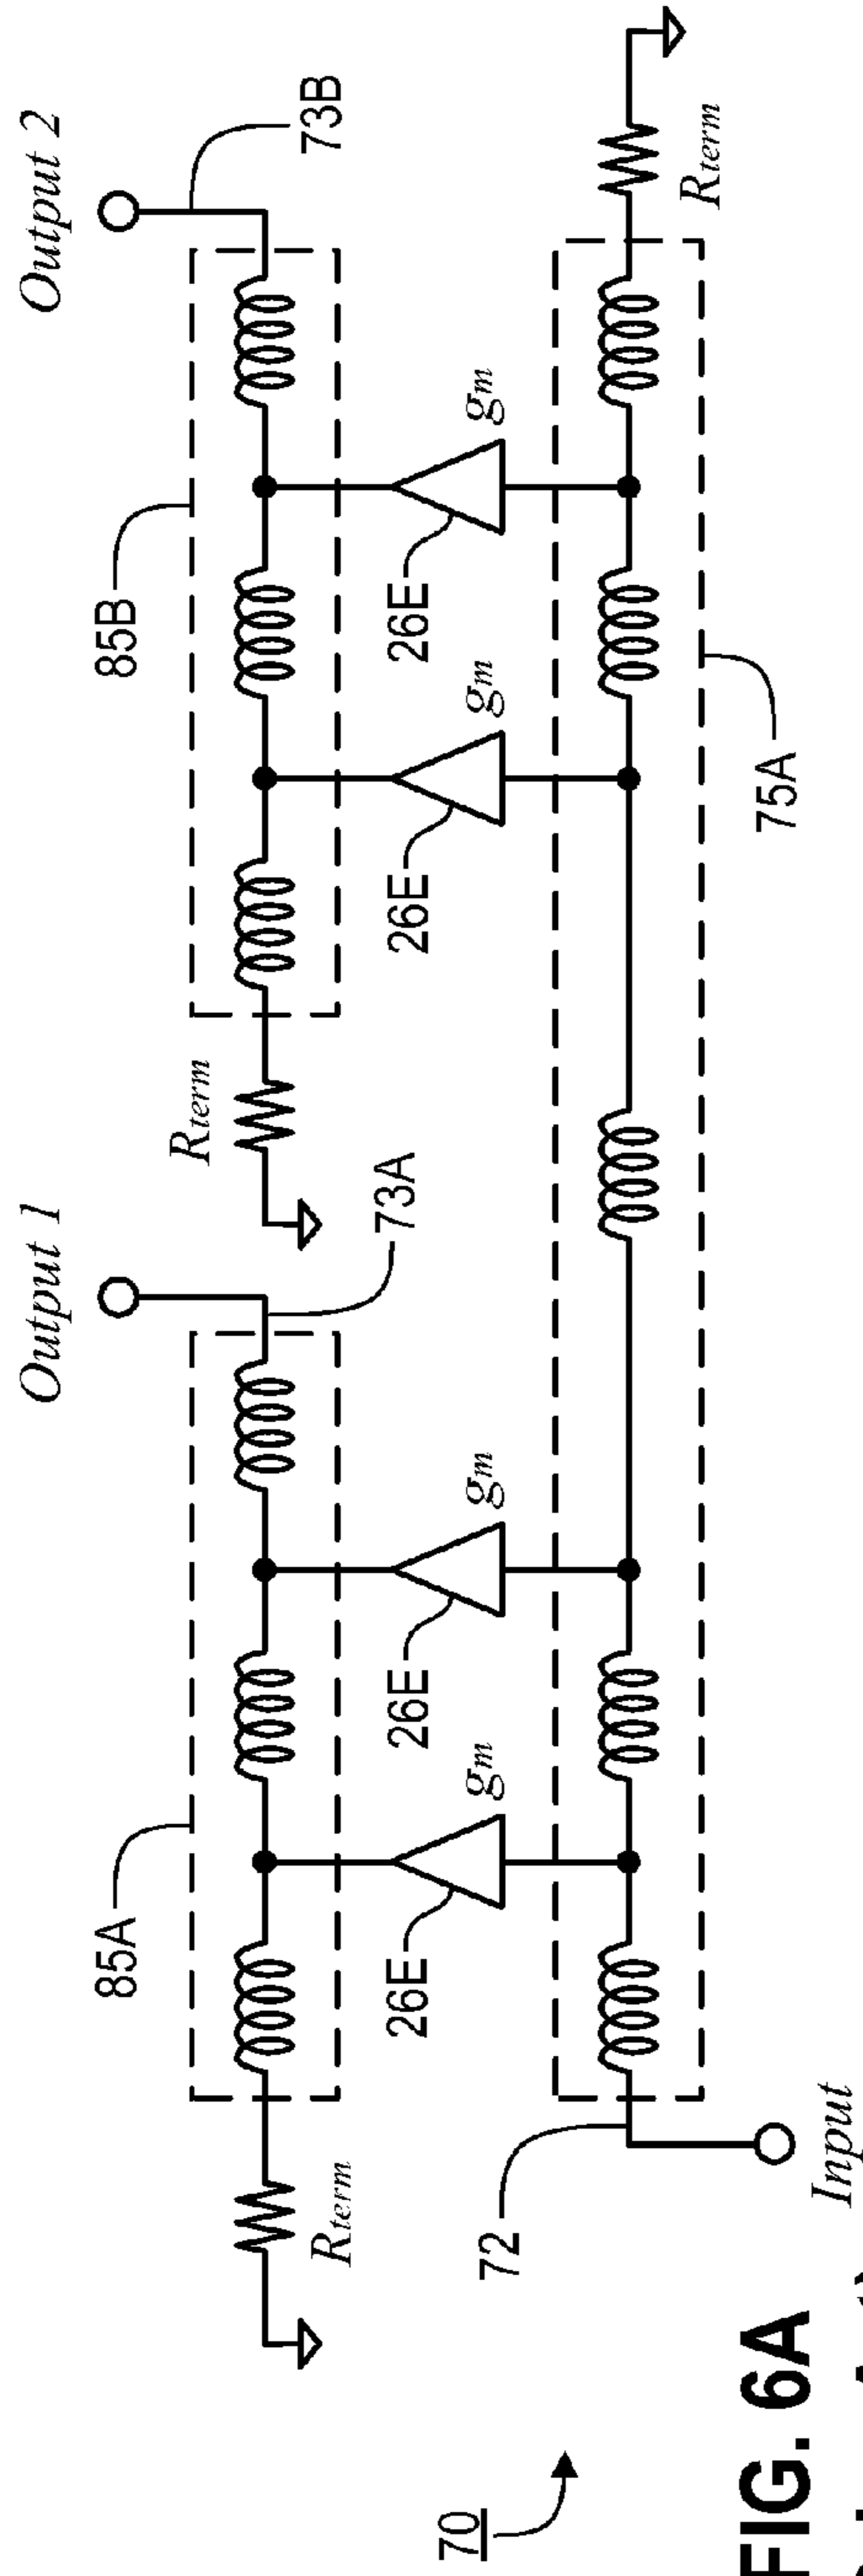 Output 1
Output 2
85A
73A
85B
73B
Rterm
Rterm
26E
gm
26E
gm
26E
gm
26E
gm
72
Input
75A
Rterm
70
FIG. 6A